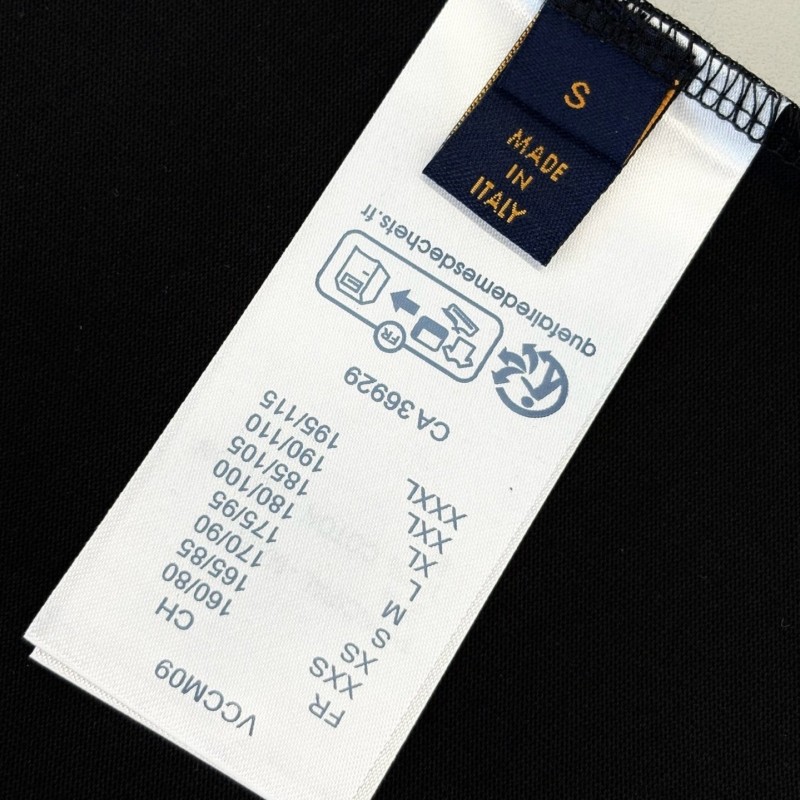 S
MADE
IN
ITALY
VCCM09
FR CH
XXS 160/80
XS 165/85
S 170/90
M 175/95
L 180/100
XL 185/105
XXL 190/110
XXXL 195/115
CA 36929
FR
quefairedemesdechets.fr